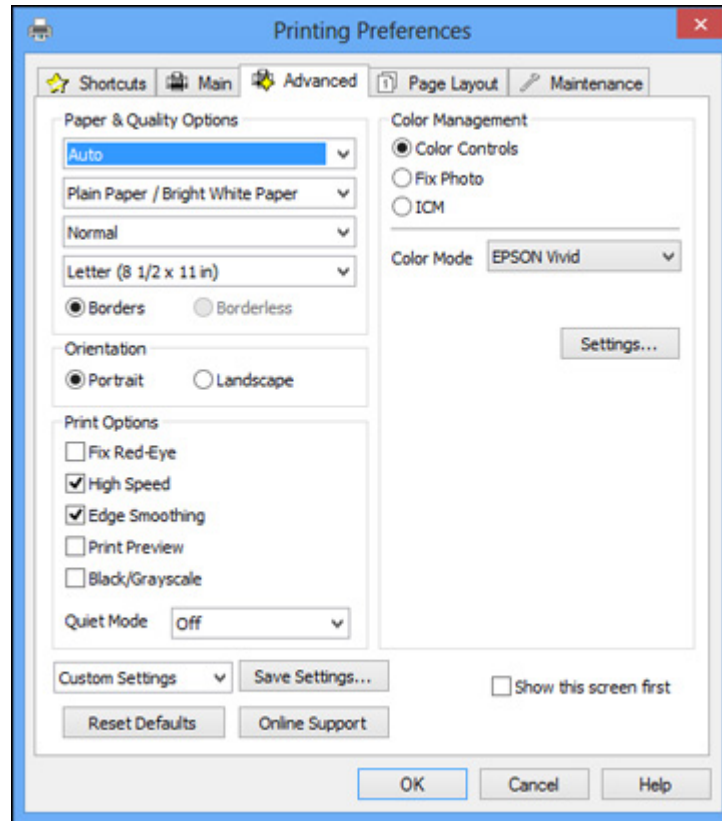 Printing Preferences
Shortcuts Main Advanced 1 Page Layout Maintenance
Paper & Quality Options
Auto
Plain Paper / Bright White Paper
Normal
Letter (8 1/2 x 11 in)
Borders Borderless
Orientation
Portrait Landscape
Print Options
Fix Red-Eye
High Speed
Edge Smoothing
Print Preview
Black/Grayscale
Quiet Mode Off
Color Management
Color Controls
Fix Photo
ICM
Color Mode EPSON Vivid
Settings...
Custom Settings Save Settings...
Show this screen first
Reset Defaults Online Support
OK Cancel Help